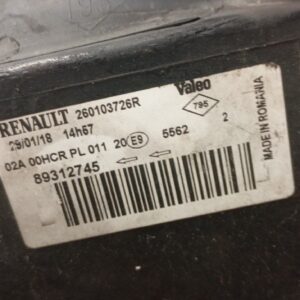 RENAULT 260103726R Valeo
29/01/18 14h67 795
02A 00HCR PL 011 20 E9 5562 2
89312745
MADE IN ROMANIA